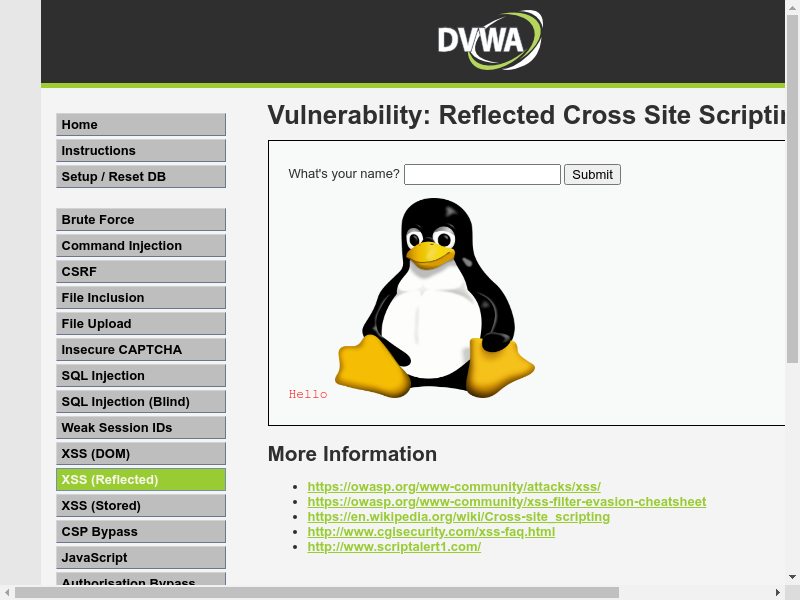 DVWA
Home
Instructions
Setup / Reset DB
Brute Force
Command Injection
CSRF
File Inclusion
File Upload
Insecure CAPTCHA
SQL Injection
SQL Injection (Blind)
Weak Session IDs
XSS (DOM)
XSS (Reflected)
XSS (Stored)
CSP Bypass
JavaScript
Authorisation Bypass
Vulnerability: Reflected Cross Site Scriptin
What's your name? Submit
Hello
More Information
https://owasp.org/www-community/attacks/xss/
https://owasp.org/www-community/xss-filter-evasion-cheatsheet
https://en.wikipedia.org/wiki/Cross-site_scripting
http://www.cgisecurity.com/xss-faq.html
http://www.scriptalert1.com/